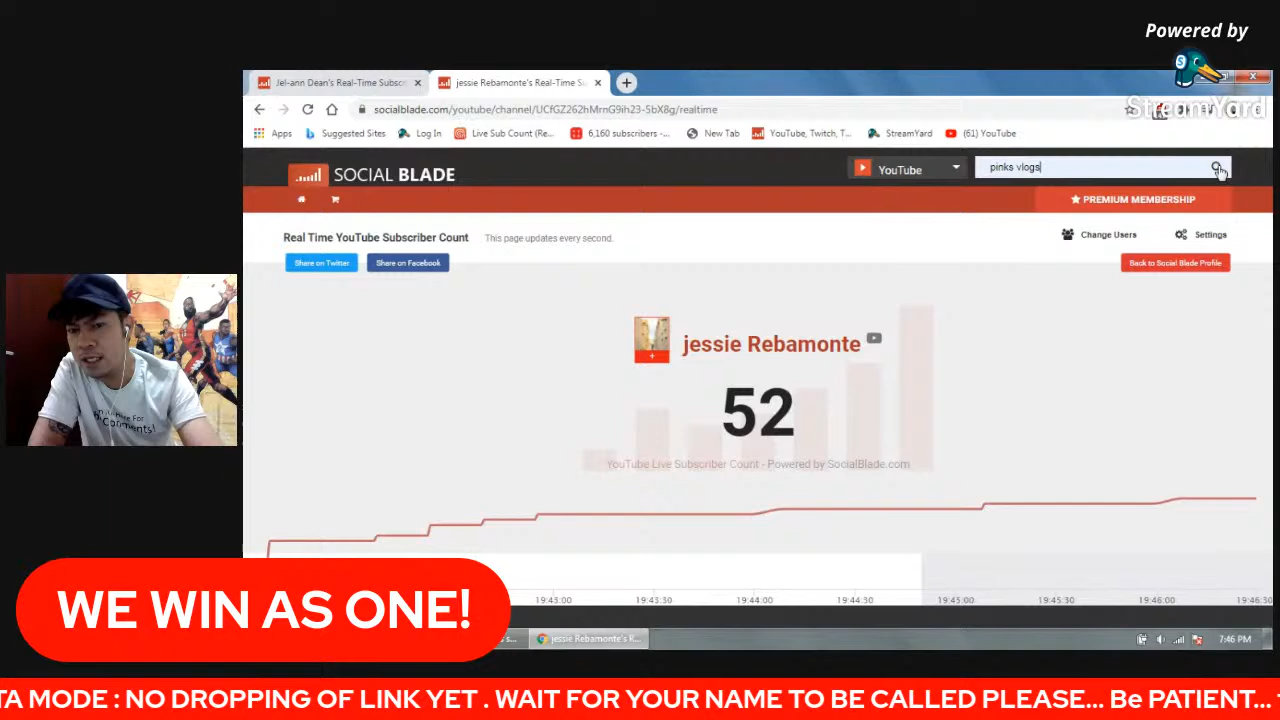 Powered by
StreamYard
Jel-ann Dean's Real-Time Subsc
jessie Rebamonte's Real-Time Su
socialblade.com/youtube/channel/UCfGZ262hMrnG9ih23-5bX8g/realtime
Apps
Suggested Sites
Log In
Live Sub Count (Re...
6,160 subscribers -...
New Tab
YouTube, Twitch, T...
StreamYard
(61) YouTube
SOCIAL BLADE
YouTube
pinks vlogs
PREMIUM MEMBERSHIP
Real Time YouTube Subscriber Count
This page updates every second.
Change Users
Settings
Share on Twitter
Share on Facebook
Back to Social Blade Profile
jessie Rebamonte
52
YouTube Live Subscriber Count - Powered by SocialBlade.com
Here For
Comments!
19:43:00
19:43:30
19:44:00
19:44:30
19:45:00
19:45:30
19:46:00
19:46:30
WE WIN AS ONE!
jessie Rebamonte's R...
7:46 PM
TA MODE : NO DROPPING OF LINK YET . WAIT FOR YOUR NAME TO BE CALLED PLEASE... Be PATIENT...